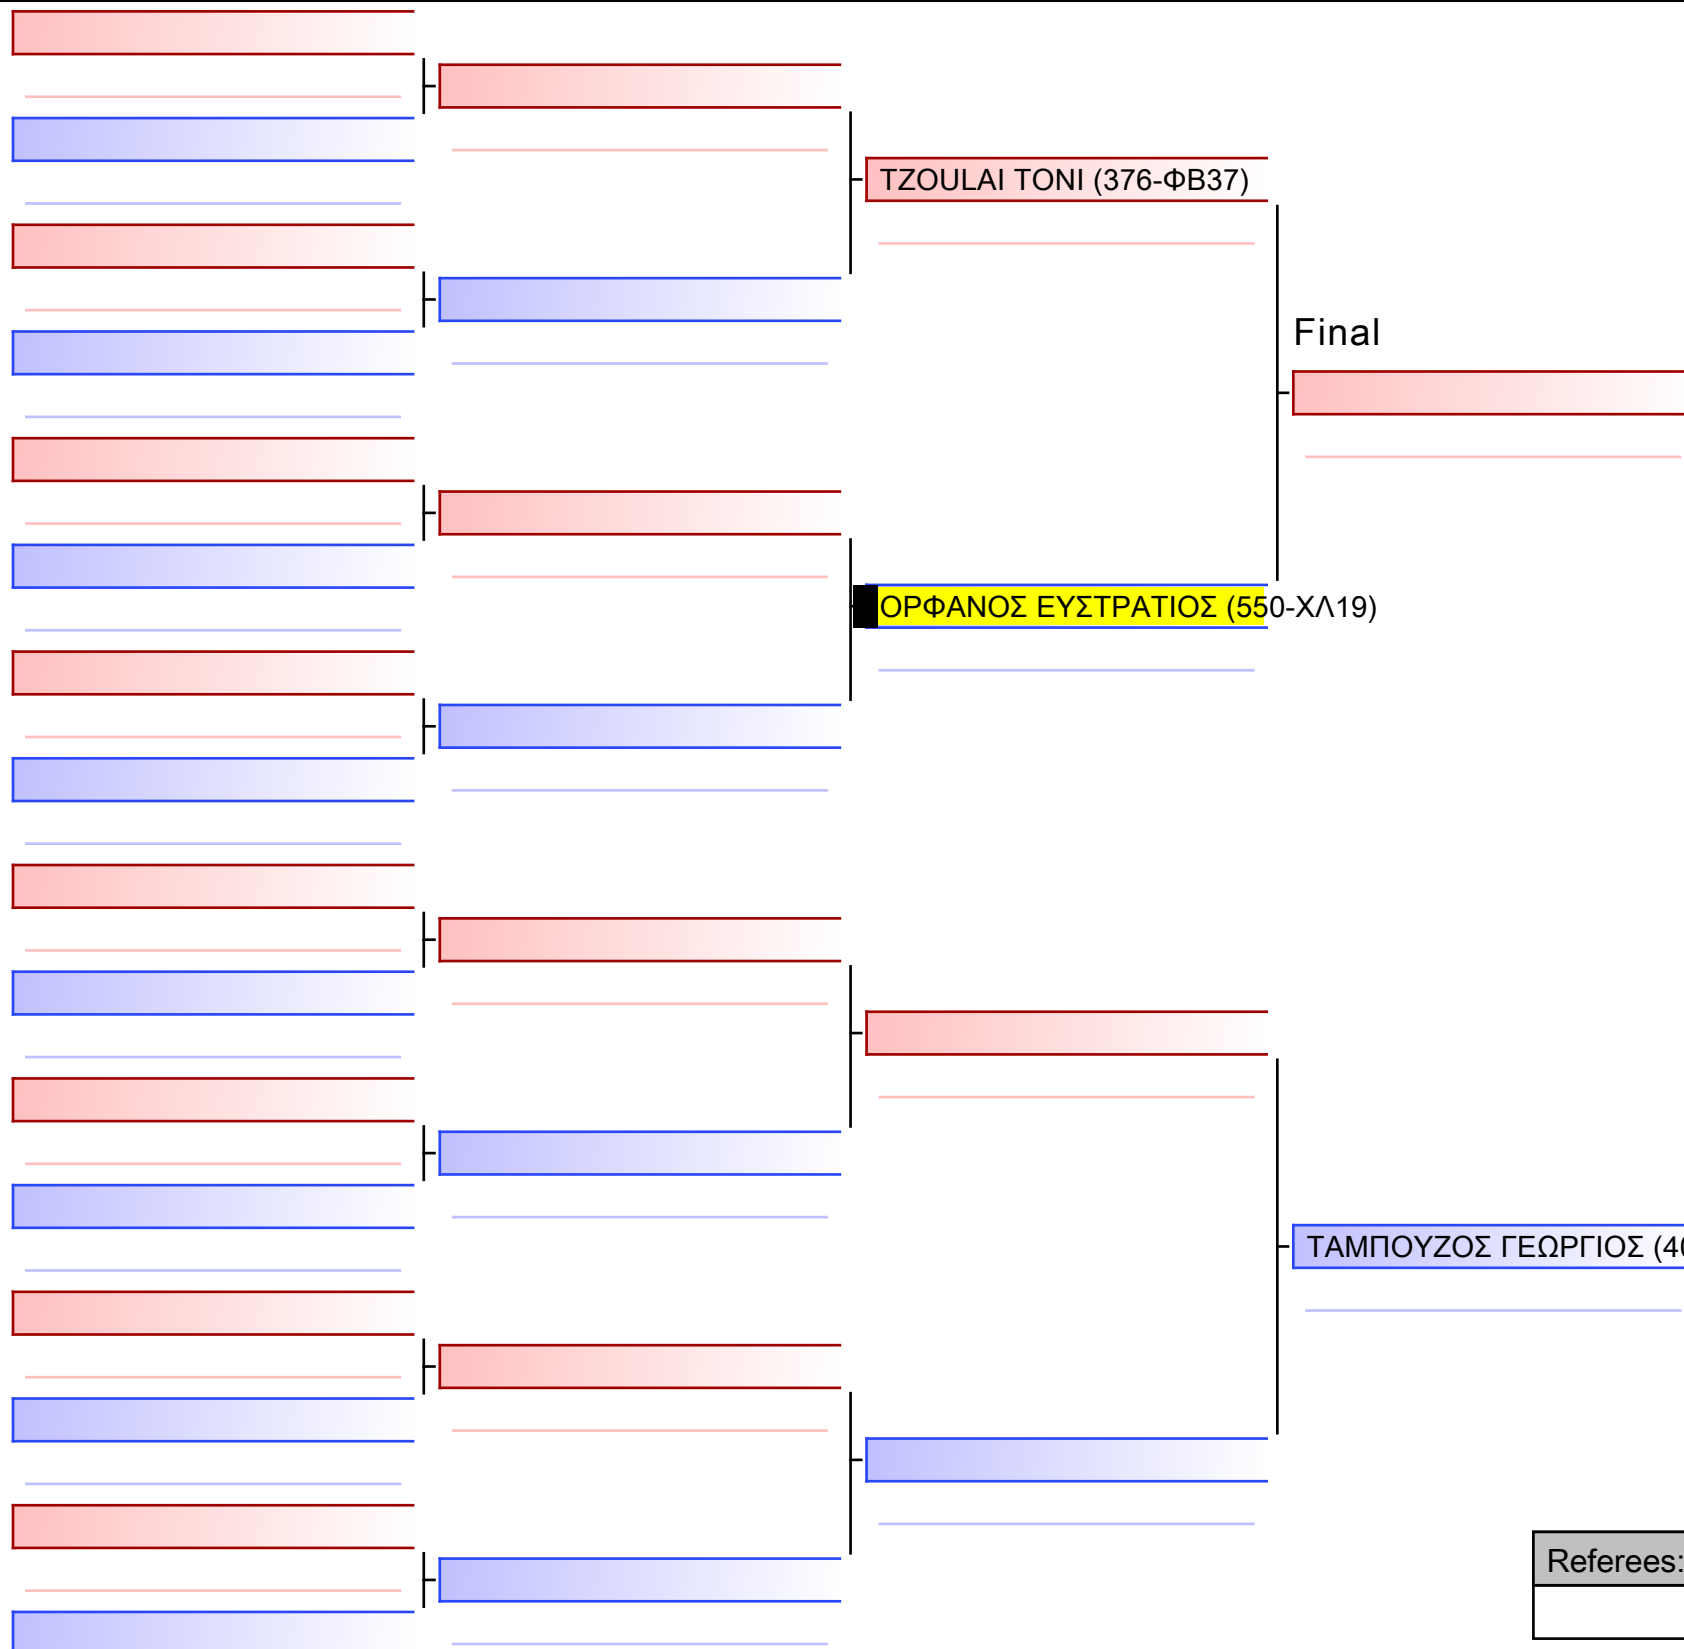 TZOULAI TONI (376-ΦΒ37)
Final
ΟΡΦΑΝΟΣ ΕΥΣΤΡΑΤΙΟΣ (550-ΧΛ19)
ΤΑΜΠΟΥΖΟΣ ΓΕΩΡΓΙΟΣ
Referees: